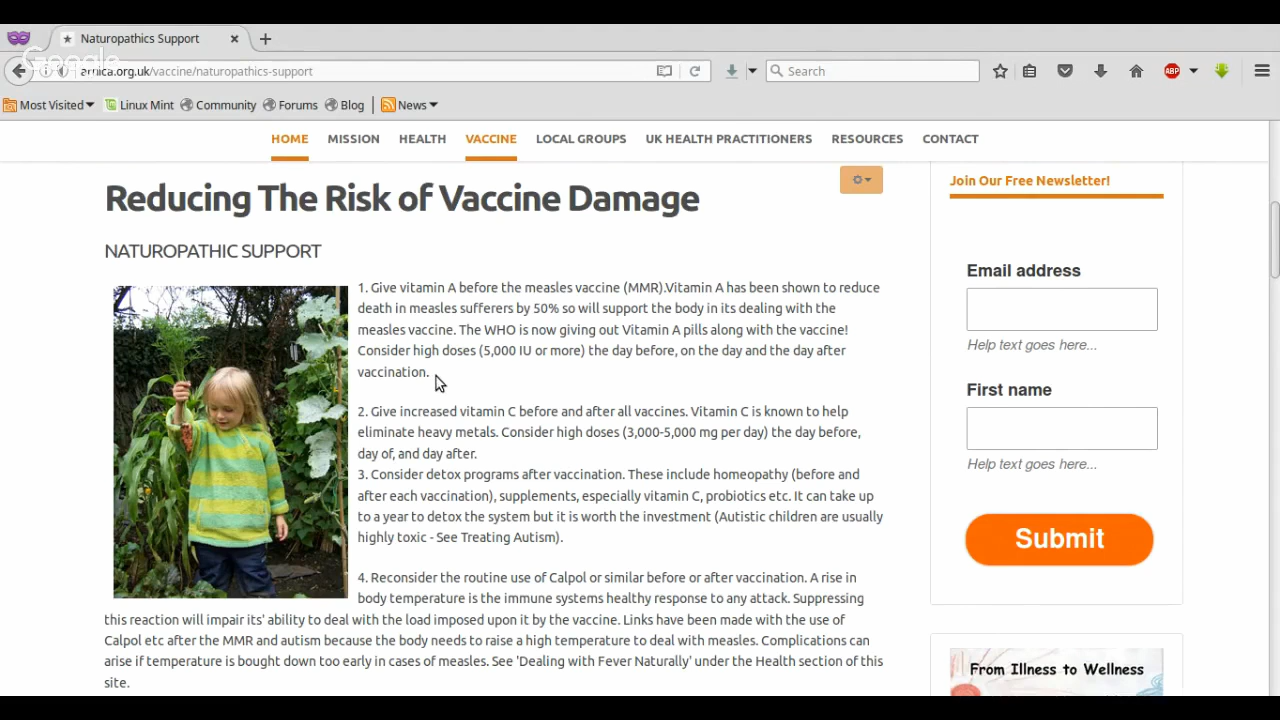 Naturopathics Support
Google
arnica.org.uk/vaccine/naturopathics-support
Search
ABP
Most Visited
Linux Mint
Community
Forums
Blog
News
HOME
MISSION
HEALTH
VACCINE
LOCAL GROUPS
UK HEALTH PRACTITIONERS
RESOURCES
CONTACT
Reducing The Risk of Vaccine Damage
NATUROPATHIC SUPPORT
1. Give vitamin A before the measles vaccine (MMR).Vitamin A has been shown to reduce
death in measles sufferers by 50% so will support the body in its dealing with the
measles vaccine. The WHO is now giving out Vitamin A pills along with the vaccine!
Consider high doses (5,000 IU or more) the day before, on the day and the day after
vaccination.
2. Give increased vitamin C before and after all vaccines. Vitamin C is known to help
eliminate heavy metals. Consider high doses (3,000-5,000 mg per day) the day before,
day of, and day after.
3. Consider detox programs after vaccination. These include homeopathy (before and
after each vaccination), supplements, especially vitamin C, probiotics etc. It can take up
to a year to detox the system but it is worth the investment (Autistic children are usually
highly toxic - See Treating Autism).
4. Reconsider the routine use of Calpol or similar before or after vaccination. A rise in
body temperature is the immune systems healthy response to any attack. Suppressing
this reaction will impair its' ability to deal with the load imposed upon it by the vaccine. Links have been made with the use of
Calpol etc after the MMR and autism because the body needs to raise a high temperature to deal with measles. Complications can
arise if temperature is bought down too early in cases of measles. See 'Dealing with Fever Naturally' under the Health section of this
site.
Join Our Free Newsletter!
Email address
Help text goes here...
First name
Help text goes here...
Submit
From Illness to Wellness